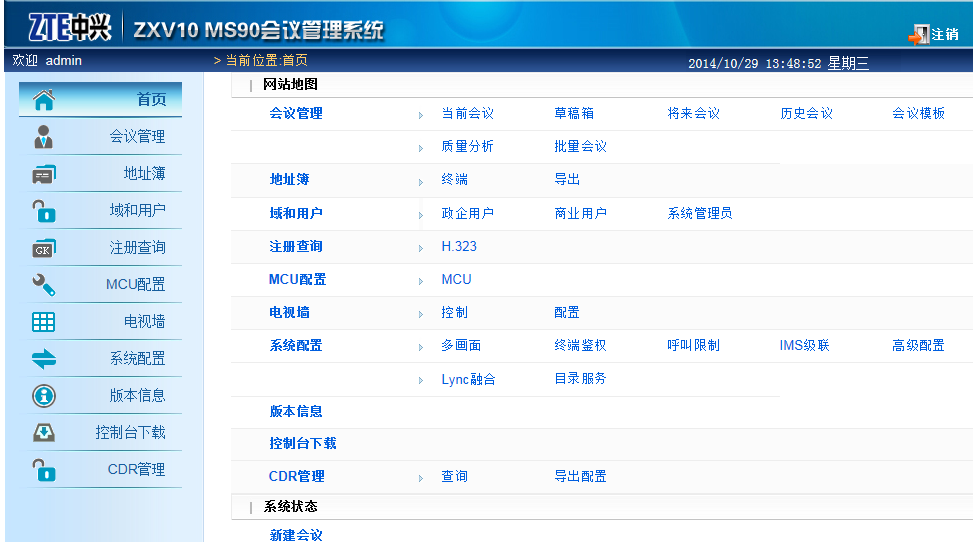 ZTE中兴 ZXV10 MS90会议管理系统
注销
欢迎 admin > 当前位置:首页 2014/10/29 13:48:52 星期三
首页
会议管理
地址簿
域和用户
GK 注册查询
MCU配置
电视墙
系统配置
版本信息
控制台下载
CDR管理
网站地图
会议管理 当前会议 草稿箱 将来会议 历史会议 会议模板
质量分析 批量会议
地址簿 终端 导出
域和用户 政企用户 商业用户 系统管理员
注册查询 H.323
MCU配置 MCU
电视墙 控制 配置
系统配置 多画面 终端鉴权 呼叫限制 IMS级联 高级配置
Lync融合 目录服务
版本信息
控制台下载
CDR管理 查询 导出配置
系统状态
新建会议